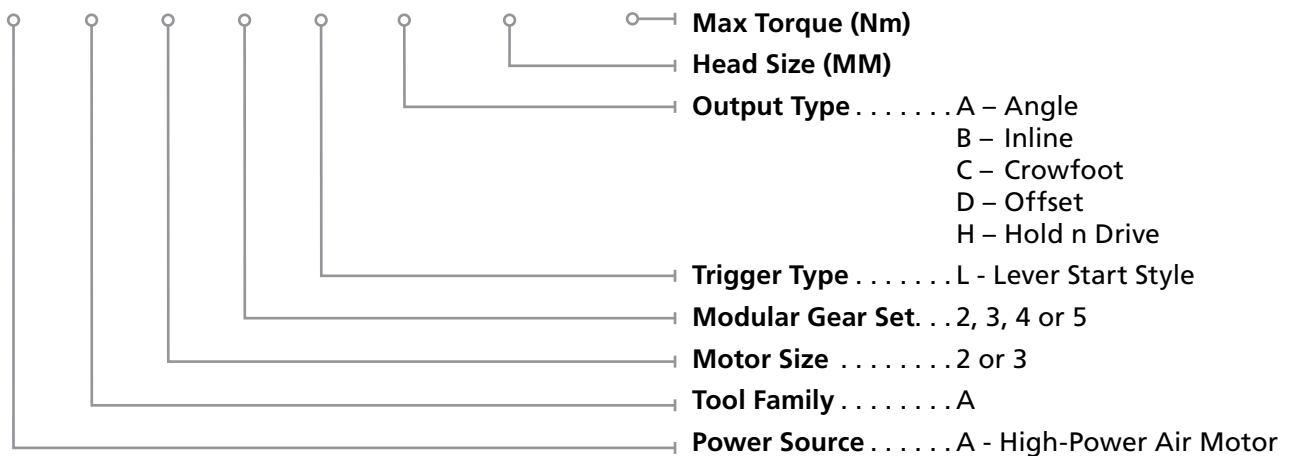 Max Torque (Nm)
Head Size (MM)
Output Type . . . . . . . A – Angle
B – Inline
C – Crowfoot
D – Offset
H – Hold n Drive
Trigger Type . . . . . . . L - Lever Start Style
Modular Gear Set. . . 2, 3, 4 or 5
Motor Size . . . . . . . . 2 or 3
Tool Family . . . . . . . . A
Power Source . . . . . . A - High-Power Air Motor